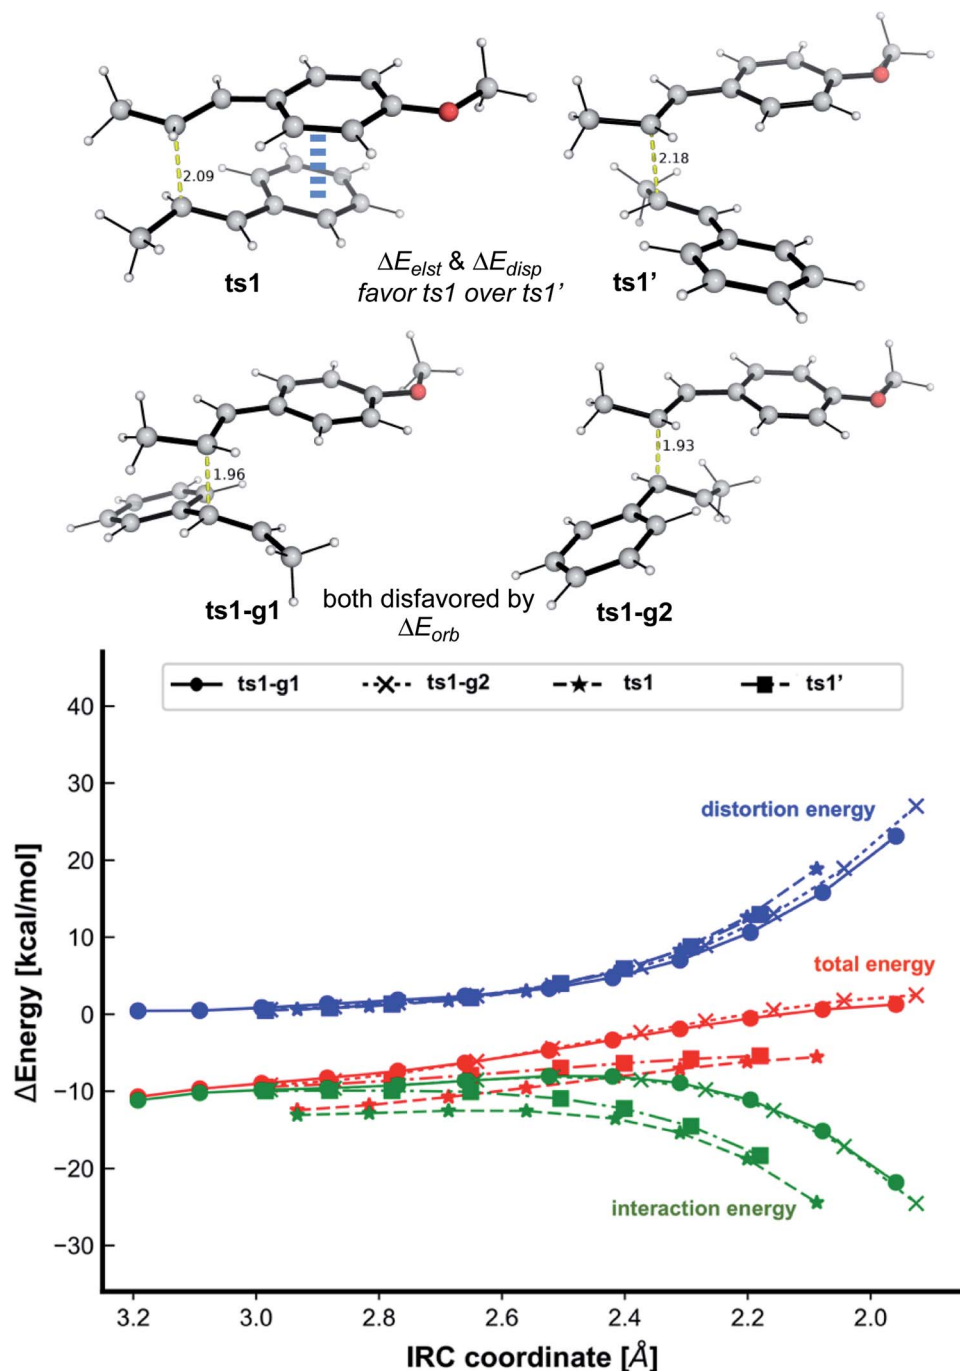 2.09
2.18
ts1
ΔE_elst & ΔE_disp
favor ts1 over ts1’
ts1’
1.96
1.93
ts1-g1
both disfavored by
ΔE_orb
ts1-g2
ts1-g1
ts1-g2
ts1
ts1’
40
30
20
10
0
−10
−20
−30
ΔEnergy [kcal/mol]
distortion energy
total energy
interaction energy
3.2
3.0
2.8
2.6
2.4
2.2
2.0
IRC coordinate [Å]